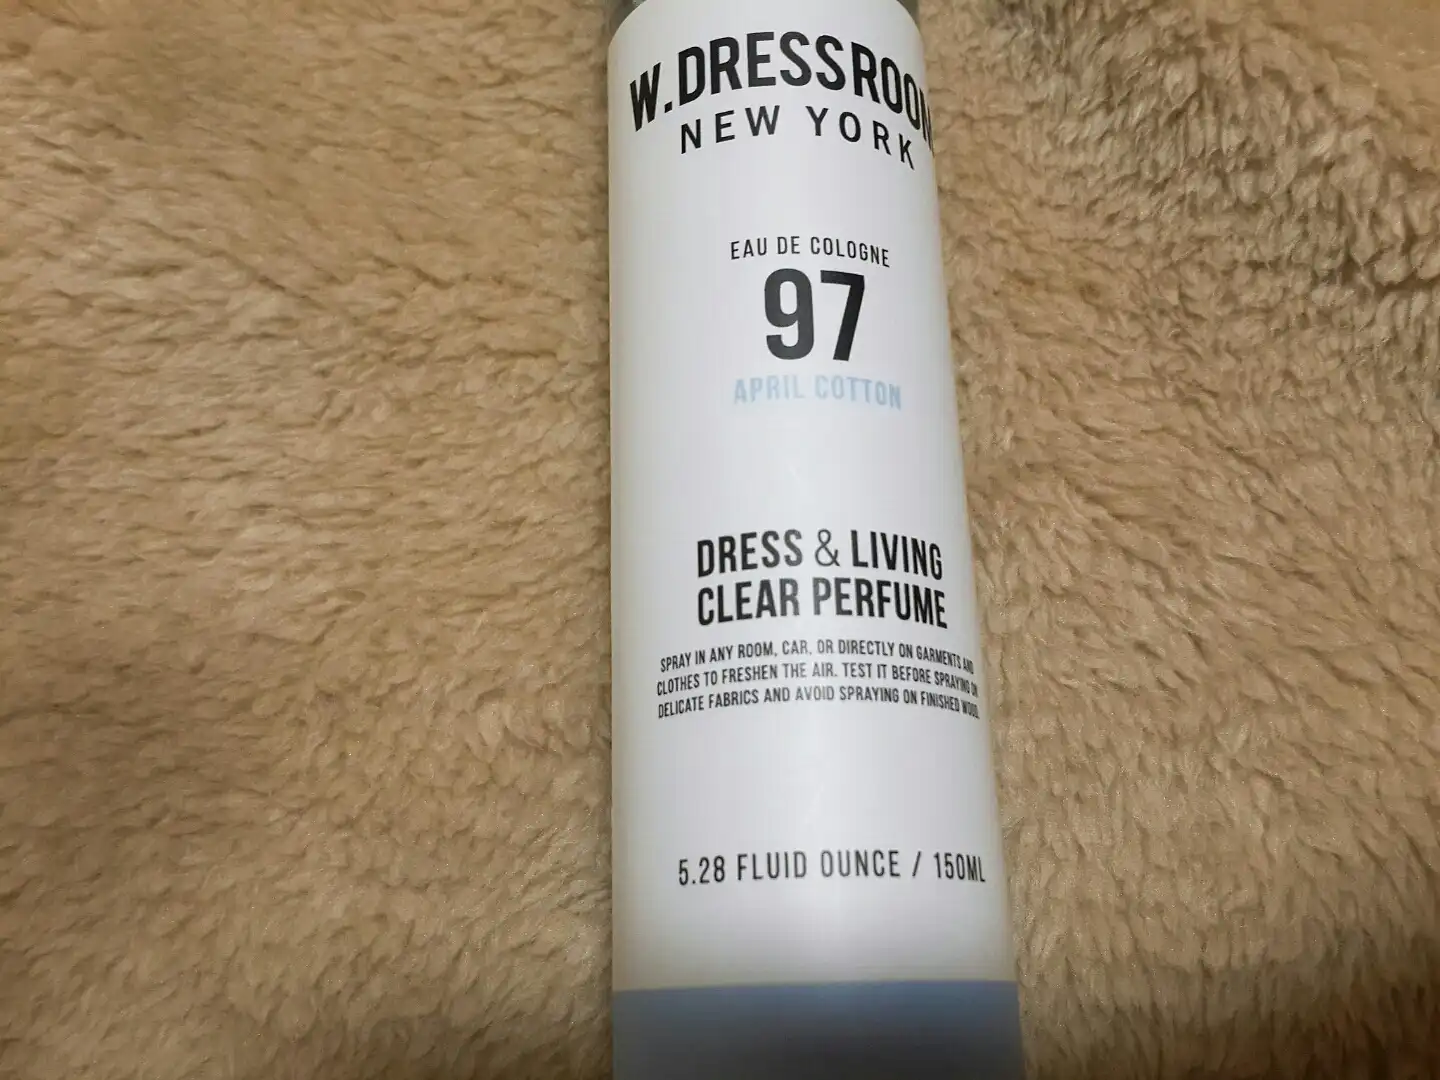 W.DRESSROOM
NEW YORK
EAU DE COLOGNE
97
APRIL COTTON
DRESS & LIVING
CLEAR PERFUME
SPRAY IN ANY ROOM, CAR, OR DIRECTLY ON GARMENTS AND
CLOTHES TO FRESHEN THE AIR. TEST IT BEFORE SPRAYING ON
DELICATE FABRICS AND AVOID SPRAYING ON FINISHED WOOD.
5.28 FLUID OUNCE / 150ML